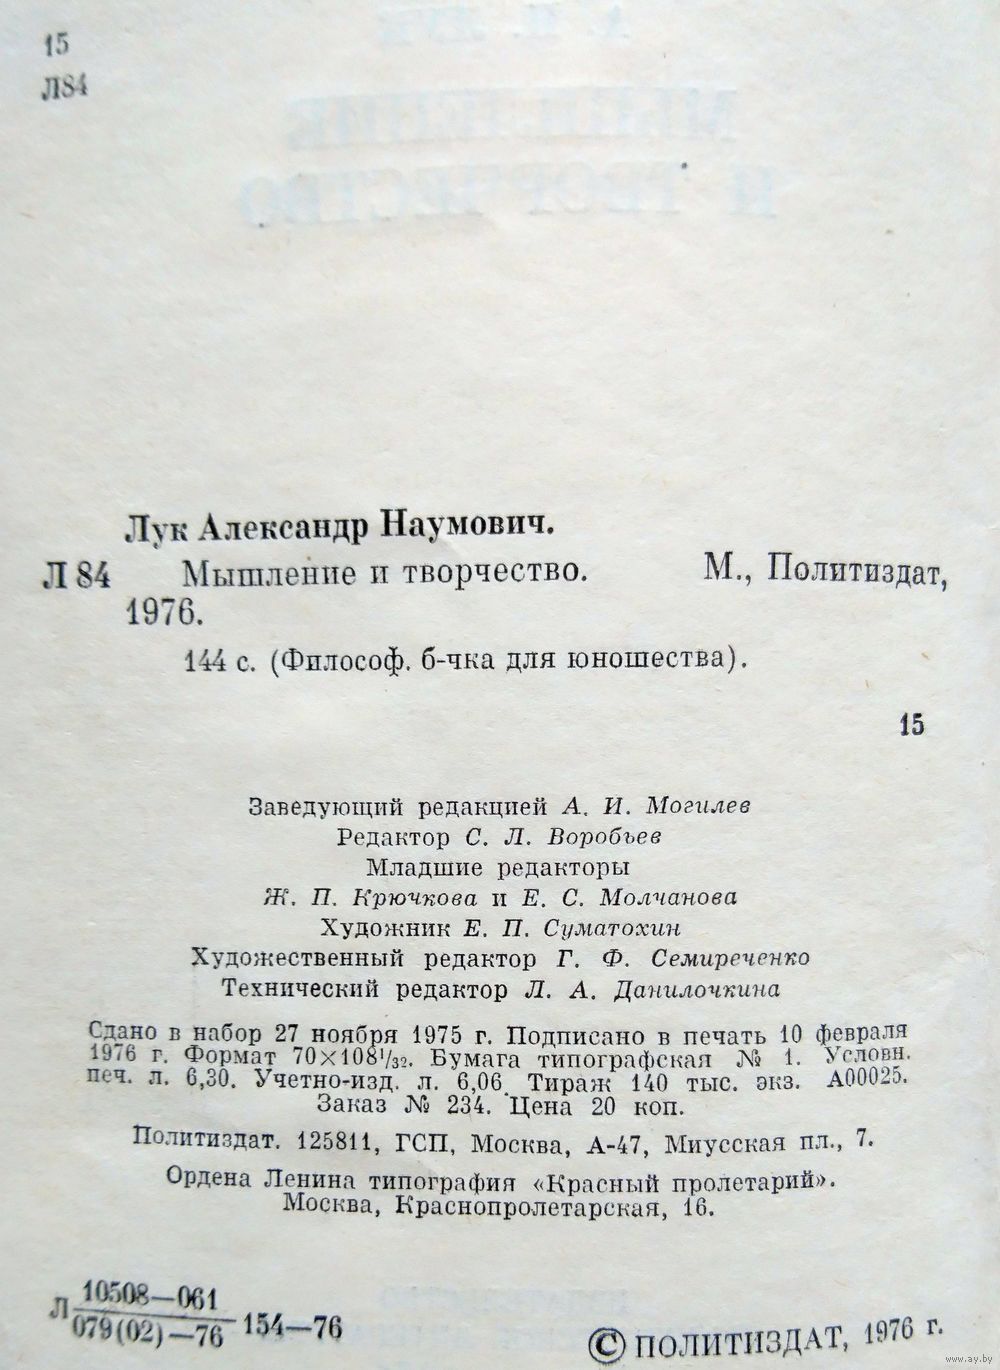 15
Л84
Лук Александр Наумович.
Л 84 Мышление и творчество. М., Политиздат,
1976.
144 с. (Философ. б-чка для юношества).
15
Заведующий редакцией А. И. Могилев
Редактор С. Л. Воробьев
Младшие редакторы
Ж. П. Крючкова и Е. С. Молчанова
Художник Е. П. Суматохин
Художественный редактор Г. Ф. Семиреченко
Технический редактор Л. А. Данилочкина
Сдано в набор 27 ноября 1975 г. Подписано в печать 10 февраля
1976 г. Формат 70×108¹/₃₂. Бумага типографская № 1. Условн.
печ. л. 6,30. Учетно-изд. л. 6,06. Тираж 140 тыс. экз. А00025.
Заказ № 234. Цена 20 коп.
Политиздат. 125811, ГСП, Москва, А-47, Миусская пл., 7.
Ордена Ленина типография «Красный пролетарий».
Москва, Краснопролетарская, 16.
Л 10508—061
079(02)—76 154—76
© ПОЛИТИЗДАТ, 1976 г.
www.ay.by